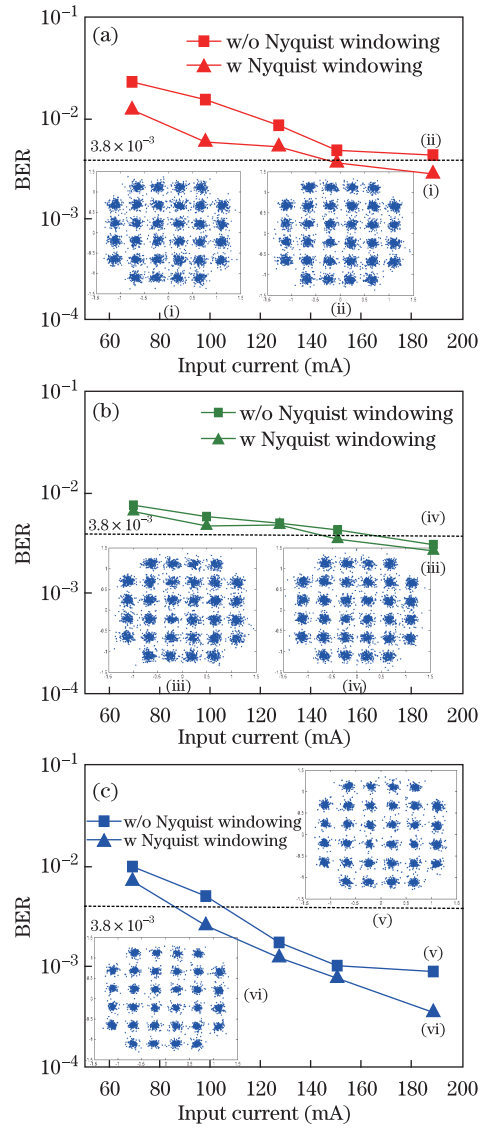 (a)
w/o Nyquist windowing
w Nyquist windowing
10⁻¹
10⁻²
10⁻³
10⁻⁴
BER
3.8 × 10⁻³
(ii)
(i)
(i)
(ii)
60 80 100 120 140 160 180 200
Input current (mA)
(b)
w/o Nyquist windowing
w Nyquist windowing
10⁻¹
10⁻²
10⁻³
10⁻⁴
BER
3.8 × 10⁻³
(iv)
(iii)
(iii)
(iv)
60 80 100 120 140 160 180 200
Input current (mA)
(c)
w/o Nyquist windowing
w Nyquist windowing
10⁻¹
10⁻²
10⁻³
10⁻⁴
BER
3.8 × 10⁻³
(v)
(v)
(vi)
(vi)
60 80 100 120 140 160 180 200
Input current (mA)